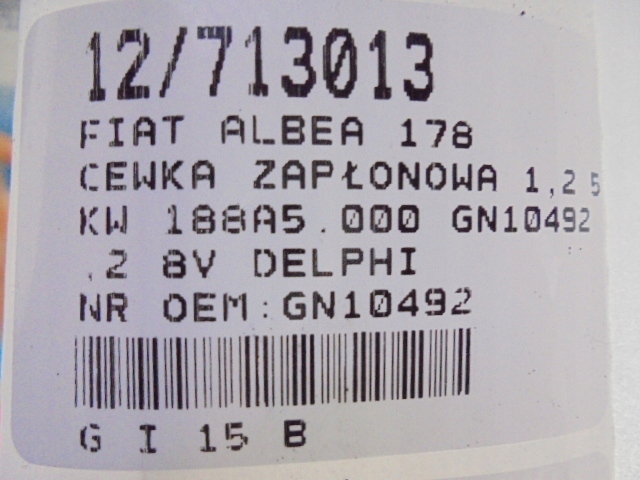 12/713013
FIAT ALBEA 178
CEWKA ZAPŁONOWA 1,2 5
KW 188A5.000 GN10492
.2 8V DELPHI
NR OEM:GN10492
G I 15 B